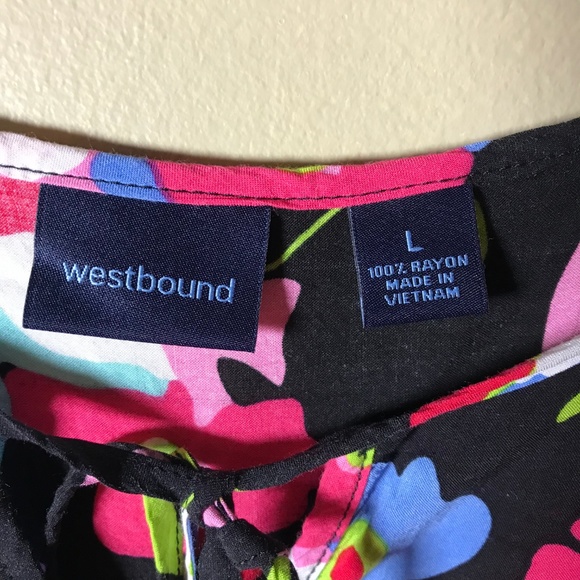 westbound
L
100% RAYON
MADE IN
VIETNAM